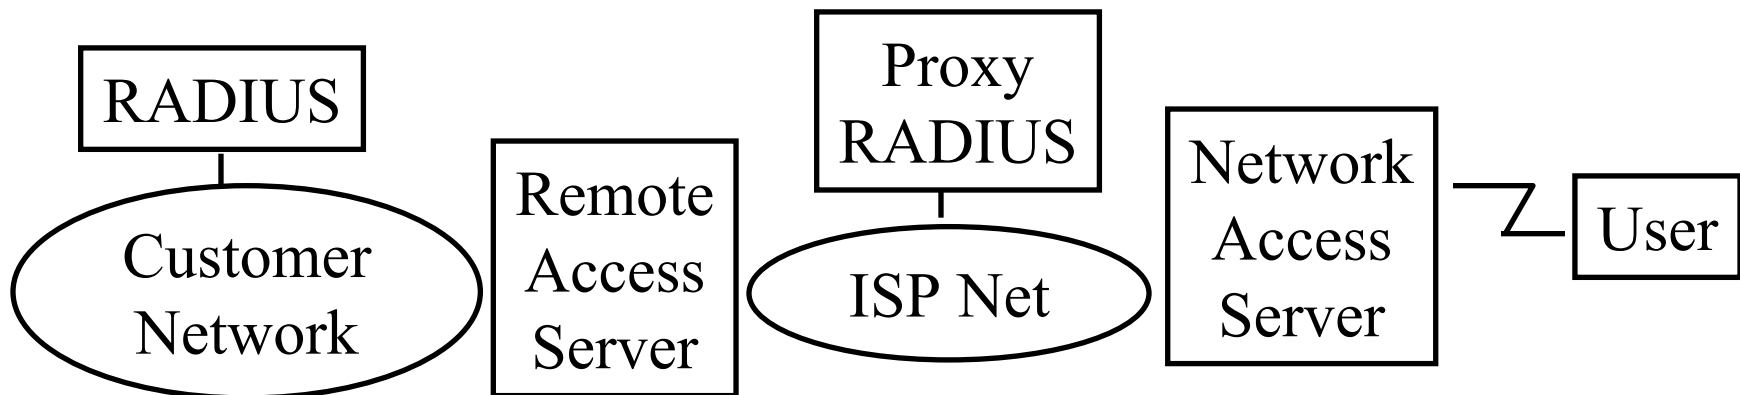 RADIUS
Customer
Network
Remote
Access
Server
Proxy
RADIUS
ISP Net
Network
Access
Server
User